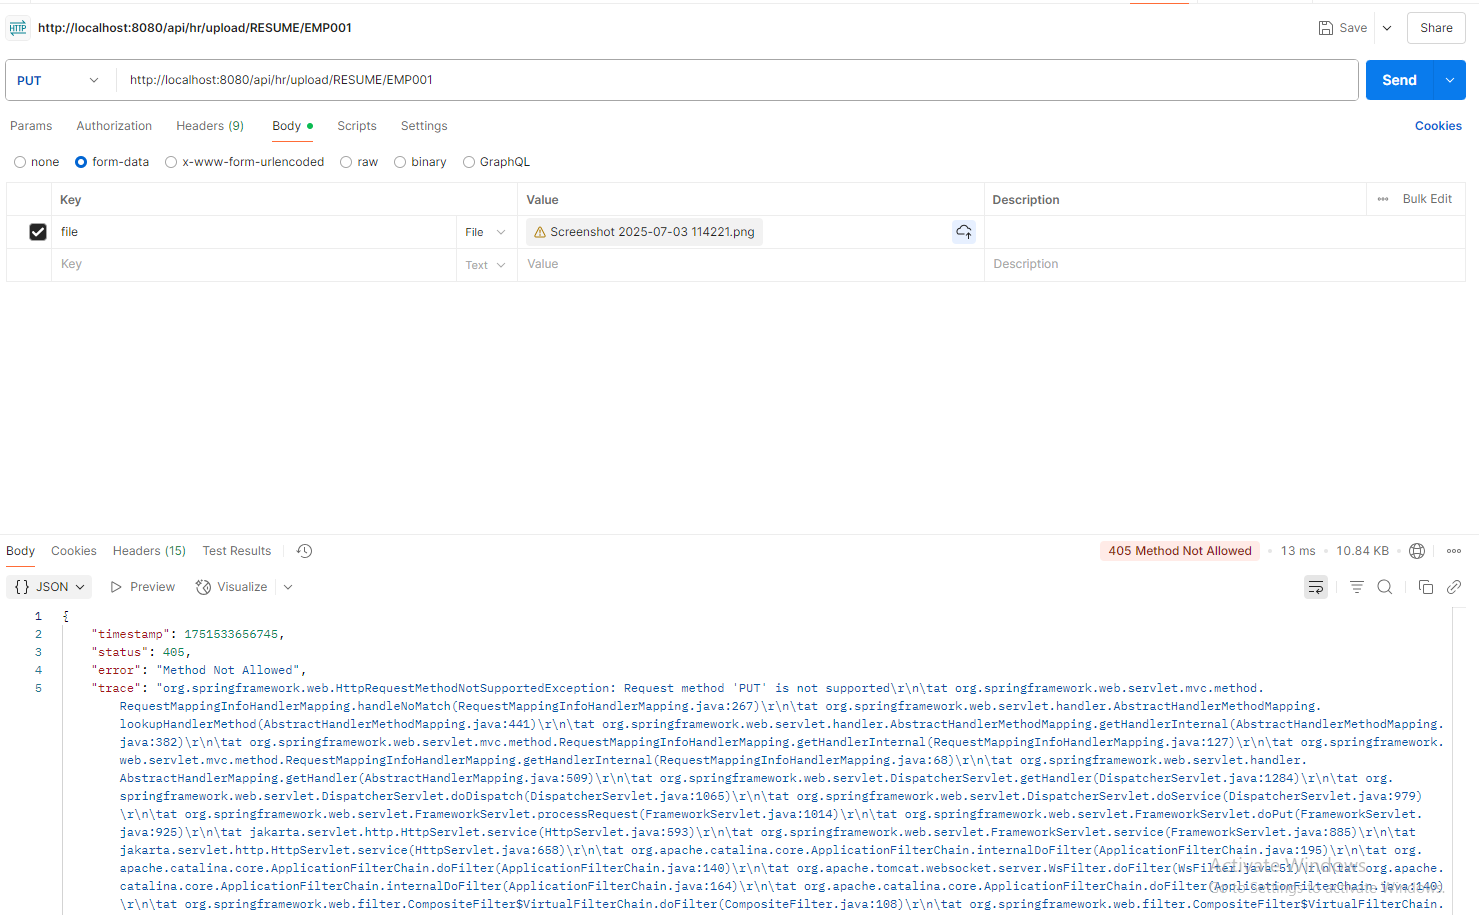 HTTP http://localhost:8080/api/hr/upload/RESUME/EMP001 Save Share
PUT http://localhost:8080/api/hr/upload/RESUME/EMP001 Send
Params Authorization Headers (9) Body Scripts Settings Cookies
none form-data x-www-form-urlencoded raw binary GraphQL
Key Value Description Bulk Edit
file File Screenshot 2025-07-03 114221.png
Key Text Value Description
Body Cookies Headers (15) Test Results 405 Method Not Allowed 13 ms 10.84 KB
{} JSON Preview Visualize
1 {
2 "timestamp": 1751533656745,
3 "status": 405,
4 "error": "Method Not Allowed",
5 "trace": "org.springframework.web.HttpRequestMethodNotSupportedException: Request method 'PUT' is not supported\r\n\tat org.springframework.web.servlet.mvc.method.
RequestMappingInfoHandlerMapping.handleNoMatch(RequestMappingInfoHandlerMapping.java:267)\r\n\tat org.springframework.web.servlet.handler.AbstractHandlerMethodMapping.
lookupHandlerMethod(AbstractHandlerMethodMapping.java:441)\r\n\tat org.springframework.web.servlet.handler.AbstractHandlerMethodMapping.getHandlerInternal(AbstractHandlerMethodMapping.
java:382)\r\n\tat org.springframework.web.servlet.mvc.method.RequestMappingInfoHandlerMapping.getHandlerInternal(RequestMappingInfoHandlerMapping.java:127)\r\n\tat org.springframework.
web.servlet.mvc.method.RequestMappingInfoHandlerMapping.getHandlerInternal(RequestMappingInfoHandlerMapping.java:68)\r\n\tat org.springframework.web.servlet.handler.
AbstractHandlerMapping.getHandler(AbstractHandlerMapping.java:509)\r\n\tat org.springframework.web.servlet.DispatcherServlet.getHandler(DispatcherServlet.java:1284)\r\n\tat org.
springframework.web.servlet.DispatcherServlet.doDispatch(DispatcherServlet.java:1065)\r\n\tat org.springframework.web.servlet.DispatcherServlet.doService(DispatcherServlet.java:979)
\r\n\tat org.springframework.web.servlet.FrameworkServlet.processRequest(FrameworkServlet.java:1014)\r\n\tat org.springframework.web.servlet.FrameworkServlet.doPut(FrameworkServlet.
java:925)\r\n\tat jakarta.servlet.http.HttpServlet.service(HttpServlet.java:593)\r\n\tat org.springframework.web.servlet.FrameworkServlet.service(FrameworkServlet.java:885)\r\n\tat
jakarta.servlet.http.HttpServlet.service(HttpServlet.java:658)\r\n\tat org.apache.catalina.core.ApplicationFilterChain.internalDoFilter(ApplicationFilterChain.java:195)\r\n\tat org.
apache.catalina.core.ApplicationFilterChain.doFilter(ApplicationFilterChain.java:140)\r\n\tat org.apache.tomcat.websocket.server.WsFilter.doFilter(WsFilter.java:51)\r\n\tat org.apache.
catalina.core.ApplicationFilterChain.internalDoFilter(ApplicationFilterChain.java:164)\r\n\tat org.apache.catalina.core.ApplicationFilterChain.doFilter(ApplicationFilterChain.java:140)
\r\n\tat org.springframework.web.filter.CompositeFilter$VirtualFilterChain.doFilter(CompositeFilter.java:108)\r\n\tat org.springframework.web.filter.CompositeFilter$VirtualFilterChain.
Activate Windows
Go to Settings to activate Windows.